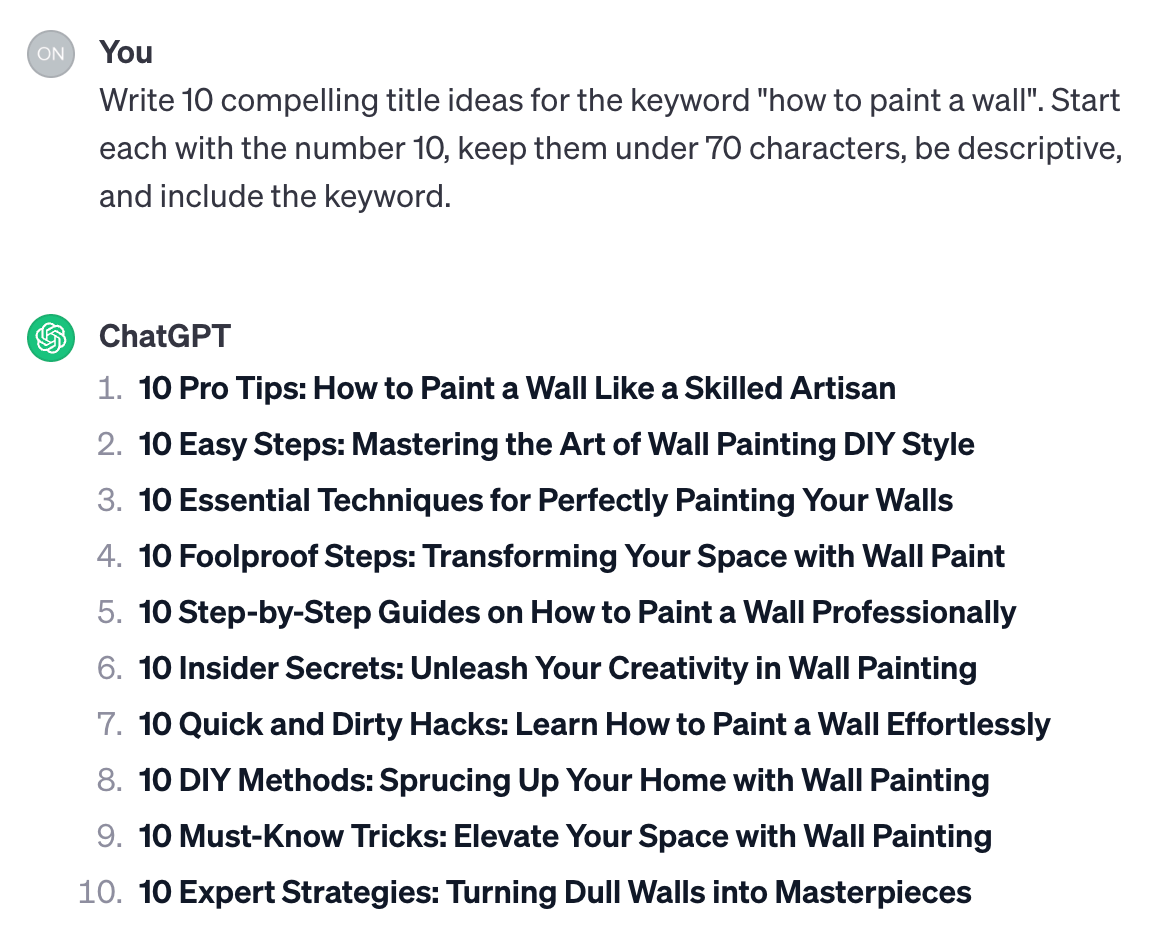 ON
You
Write 10 compelling title ideas for the keyword "how to paint a wall". Start
each with the number 10, keep them under 70 characters, be descriptive,
and include the keyword.
ChatGPT
1. 10 Pro Tips: How to Paint a Wall Like a Skilled Artisan
2. 10 Easy Steps: Mastering the Art of Wall Painting DIY Style
3. 10 Essential Techniques for Perfectly Painting Your Walls
4. 10 Foolproof Steps: Transforming Your Space with Wall Paint
5. 10 Step-by-Step Guides on How to Paint a Wall Professionally
6. 10 Insider Secrets: Unleash Your Creativity in Wall Painting
7. 10 Quick and Dirty Hacks: Learn How to Paint a Wall Effortlessly
8. 10 DIY Methods: Sprucing Up Your Home with Wall Painting
9. 10 Must-Know Tricks: Elevate Your Space with Wall Painting
10. 10 Expert Strategies: Turning Dull Walls into Masterpieces